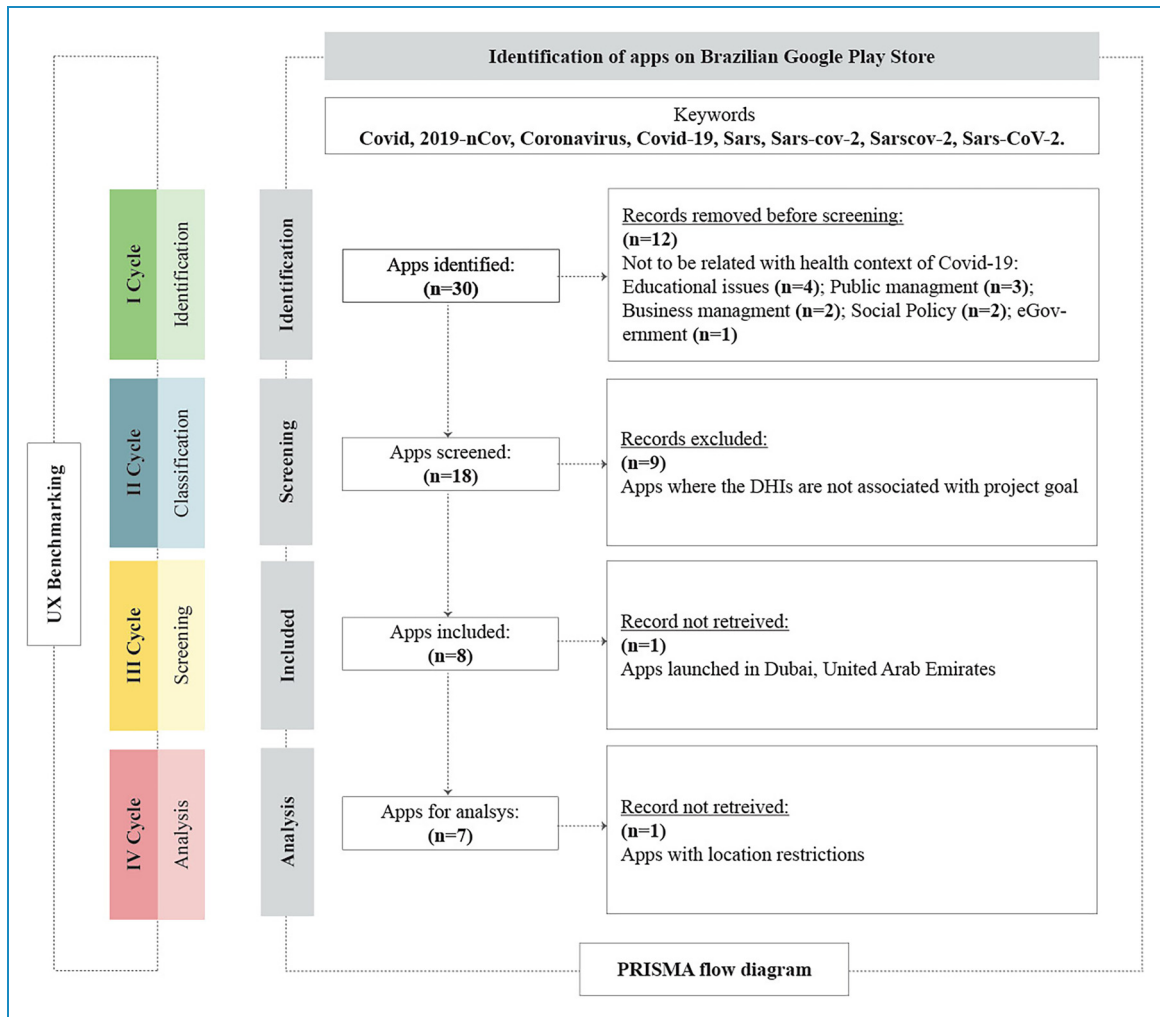 Identification of apps on Brazilian Google Play Store
Keywords
Covid, 2019-nCov, Coronavirus, Covid-19, Sars, Sars-cov-2, Sarscov-2, Sars-CoV-2.
UX Benchmarking
I Cycle
Identification
Identification
Apps identified:
(n=30)
Records removed before screening:
(n=12)
Not to be related with health context of Covid-19:
Educational issues (n=4); Public managment (n=3);
Business managment (n=2); Social Policy (n=2); eGov-
ernment (n=1)
II Cycle
Classification
Screening
Apps screened:
(n=18)
Records excluded:
(n=9)
Apps where the DHIs are not associated with project goal
III Cycle
Screening
Included
Apps included:
(n=8)
Record not retreived:
(n=1)
Apps launched in Dubai, United Arab Emirates
IV Cycle
Analysis
Analysis
Apps for analsys:
(n=7)
Record not retreived:
(n=1)
Apps with location restrictions
PRISMA flow diagram